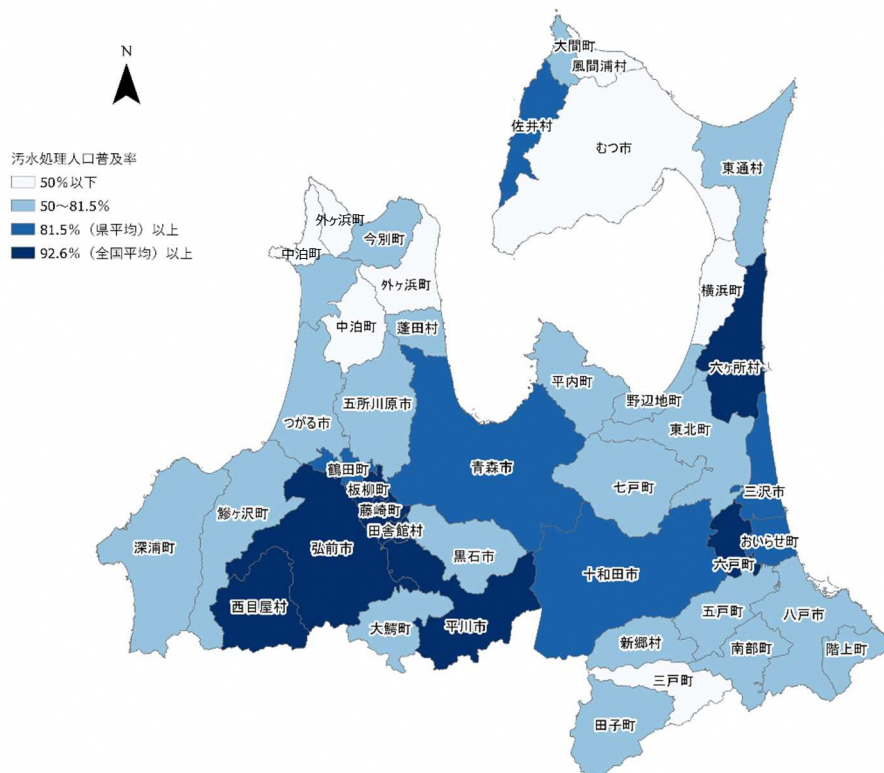 N
汚水処理人口普及率
50%以下
50～81.5%
81.5%（県平均）以上
92.6%（全国平均）以上
大間町
風間浦村
佐井村
むつ市
東通村
外ヶ浜町
今別町
中泊町
外ヶ浜町
横浜町
中泊町
蓬田村
六ヶ所村
平内町
野辺地町
五所川原市
つがる市
東北町
青森市
鶴田町
七戸町
板柳町
三沢市
藤崎町
鰺ヶ沢町
田舎館村
おいらせ町
深浦町
弘前市
黒石市
六戸町
十和田市
西目屋村
五戸町
八戸市
大鰐町
平川市
新郷村
南部町
階上町
三戸町
田子町